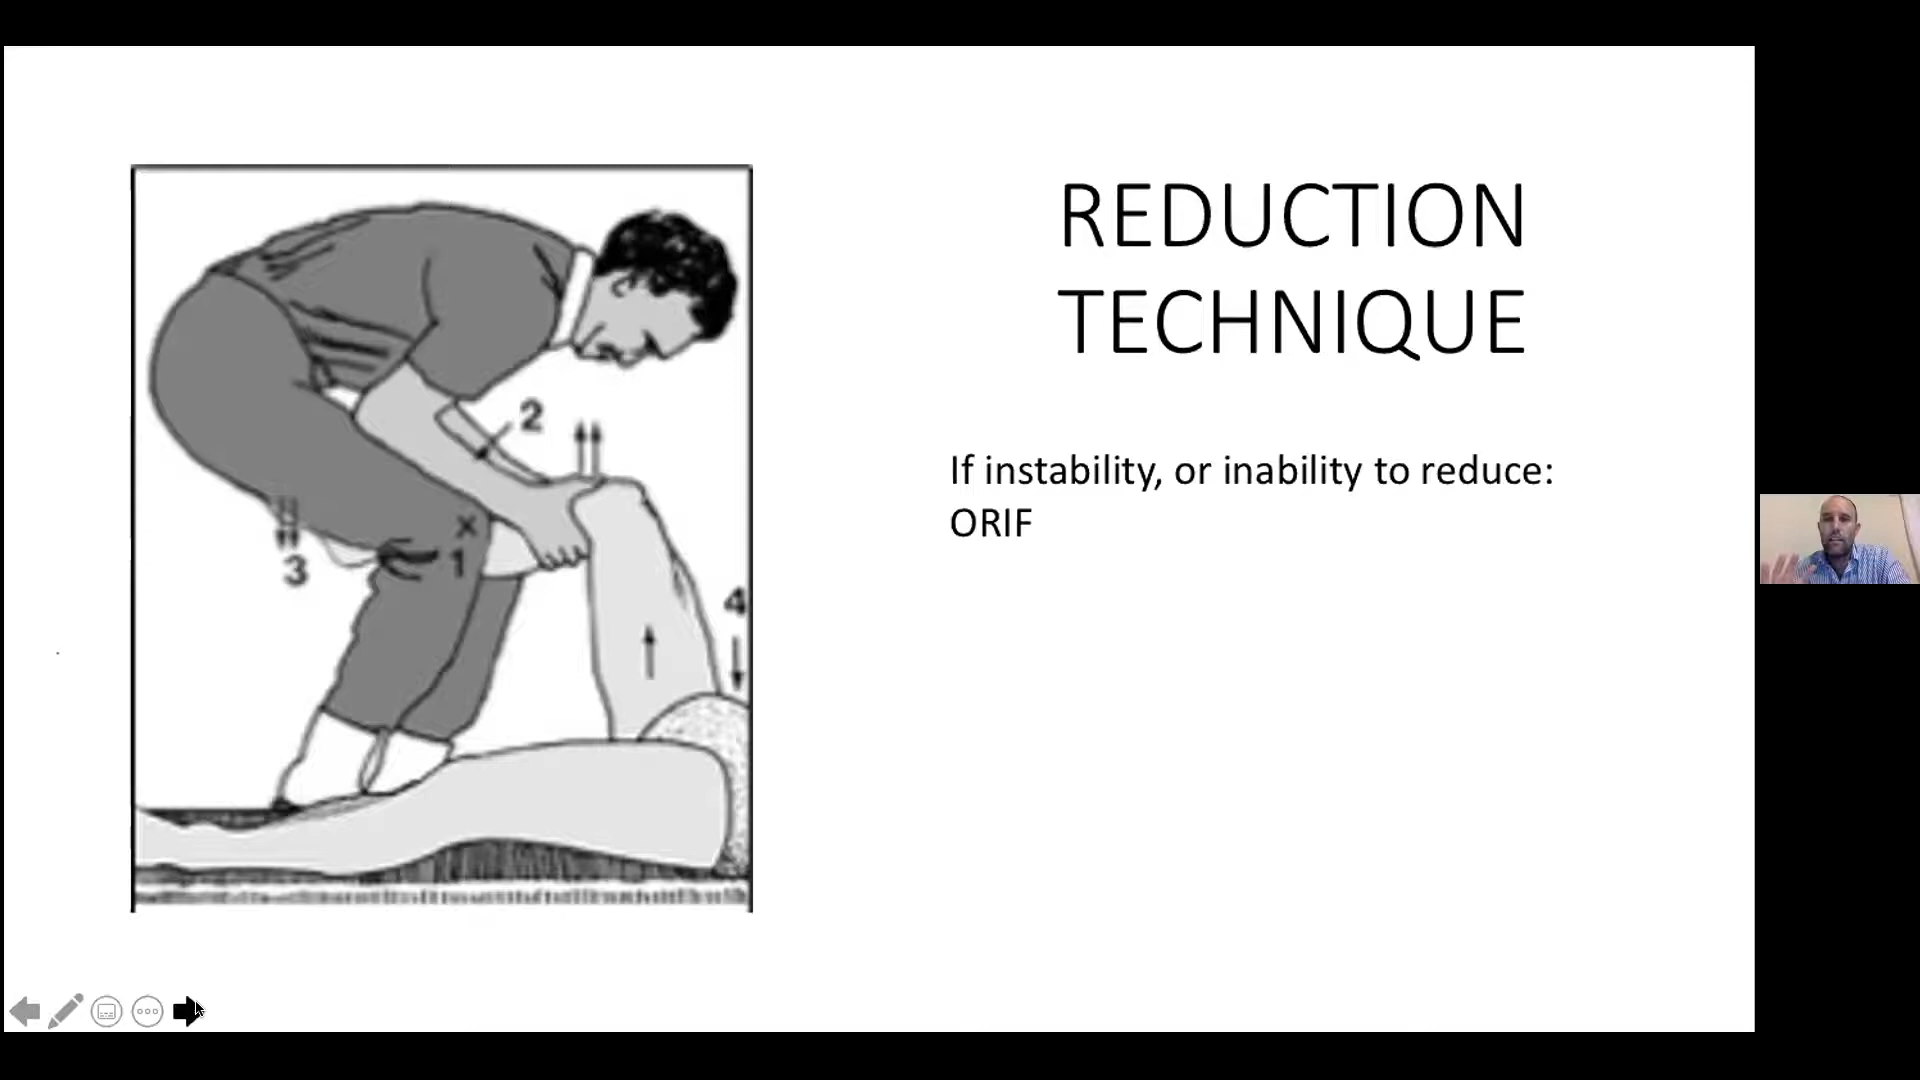 REDUCTION
TECHNIQUE
If instability, or inability to reduce:
ORIF
2
3
X
1
4